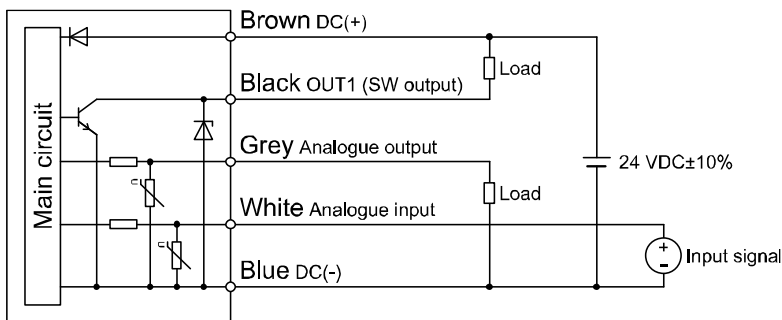 Brown DC(+)
Load
Black OUT1 (SW output)
Main circuit
Grey Analogue output
24 VDC±10%
n
Load
White Analogue input
n
+
-
Input signal
Blue DC(-)